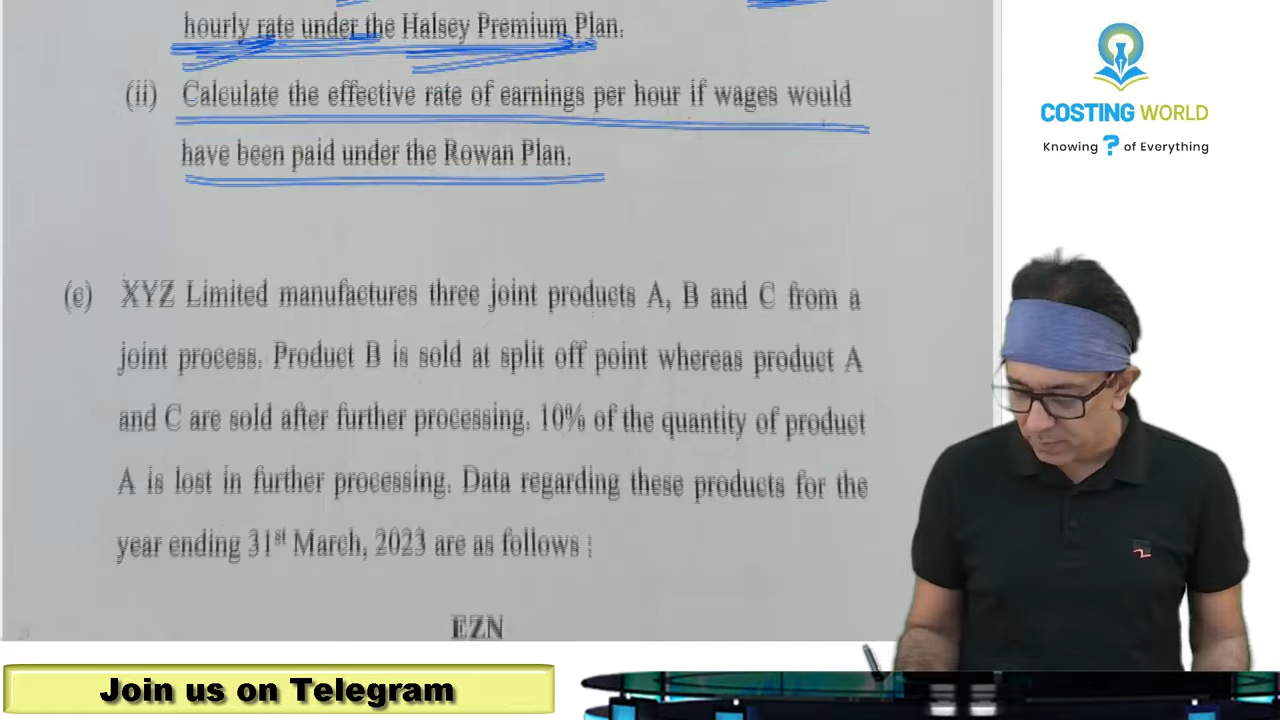 hourly rate under the Halsey Premium Plan.
(ii) Calculate the effective rate of earnings per hour if wages would
have been paid under the Rowan Plan.
(c) XYZ Limited manufactures three joint products A, B and C from a
joint process. Product B is sold at split off point whereas product A
and C are sold after further processing. 10% of the quantity of product
A is lost in further processing. Data regarding these products for the
year ending 31st March, 2023 are as follows :
EZN
COSTING WORLD
Knowing ? of Everything
Join us on Telegram